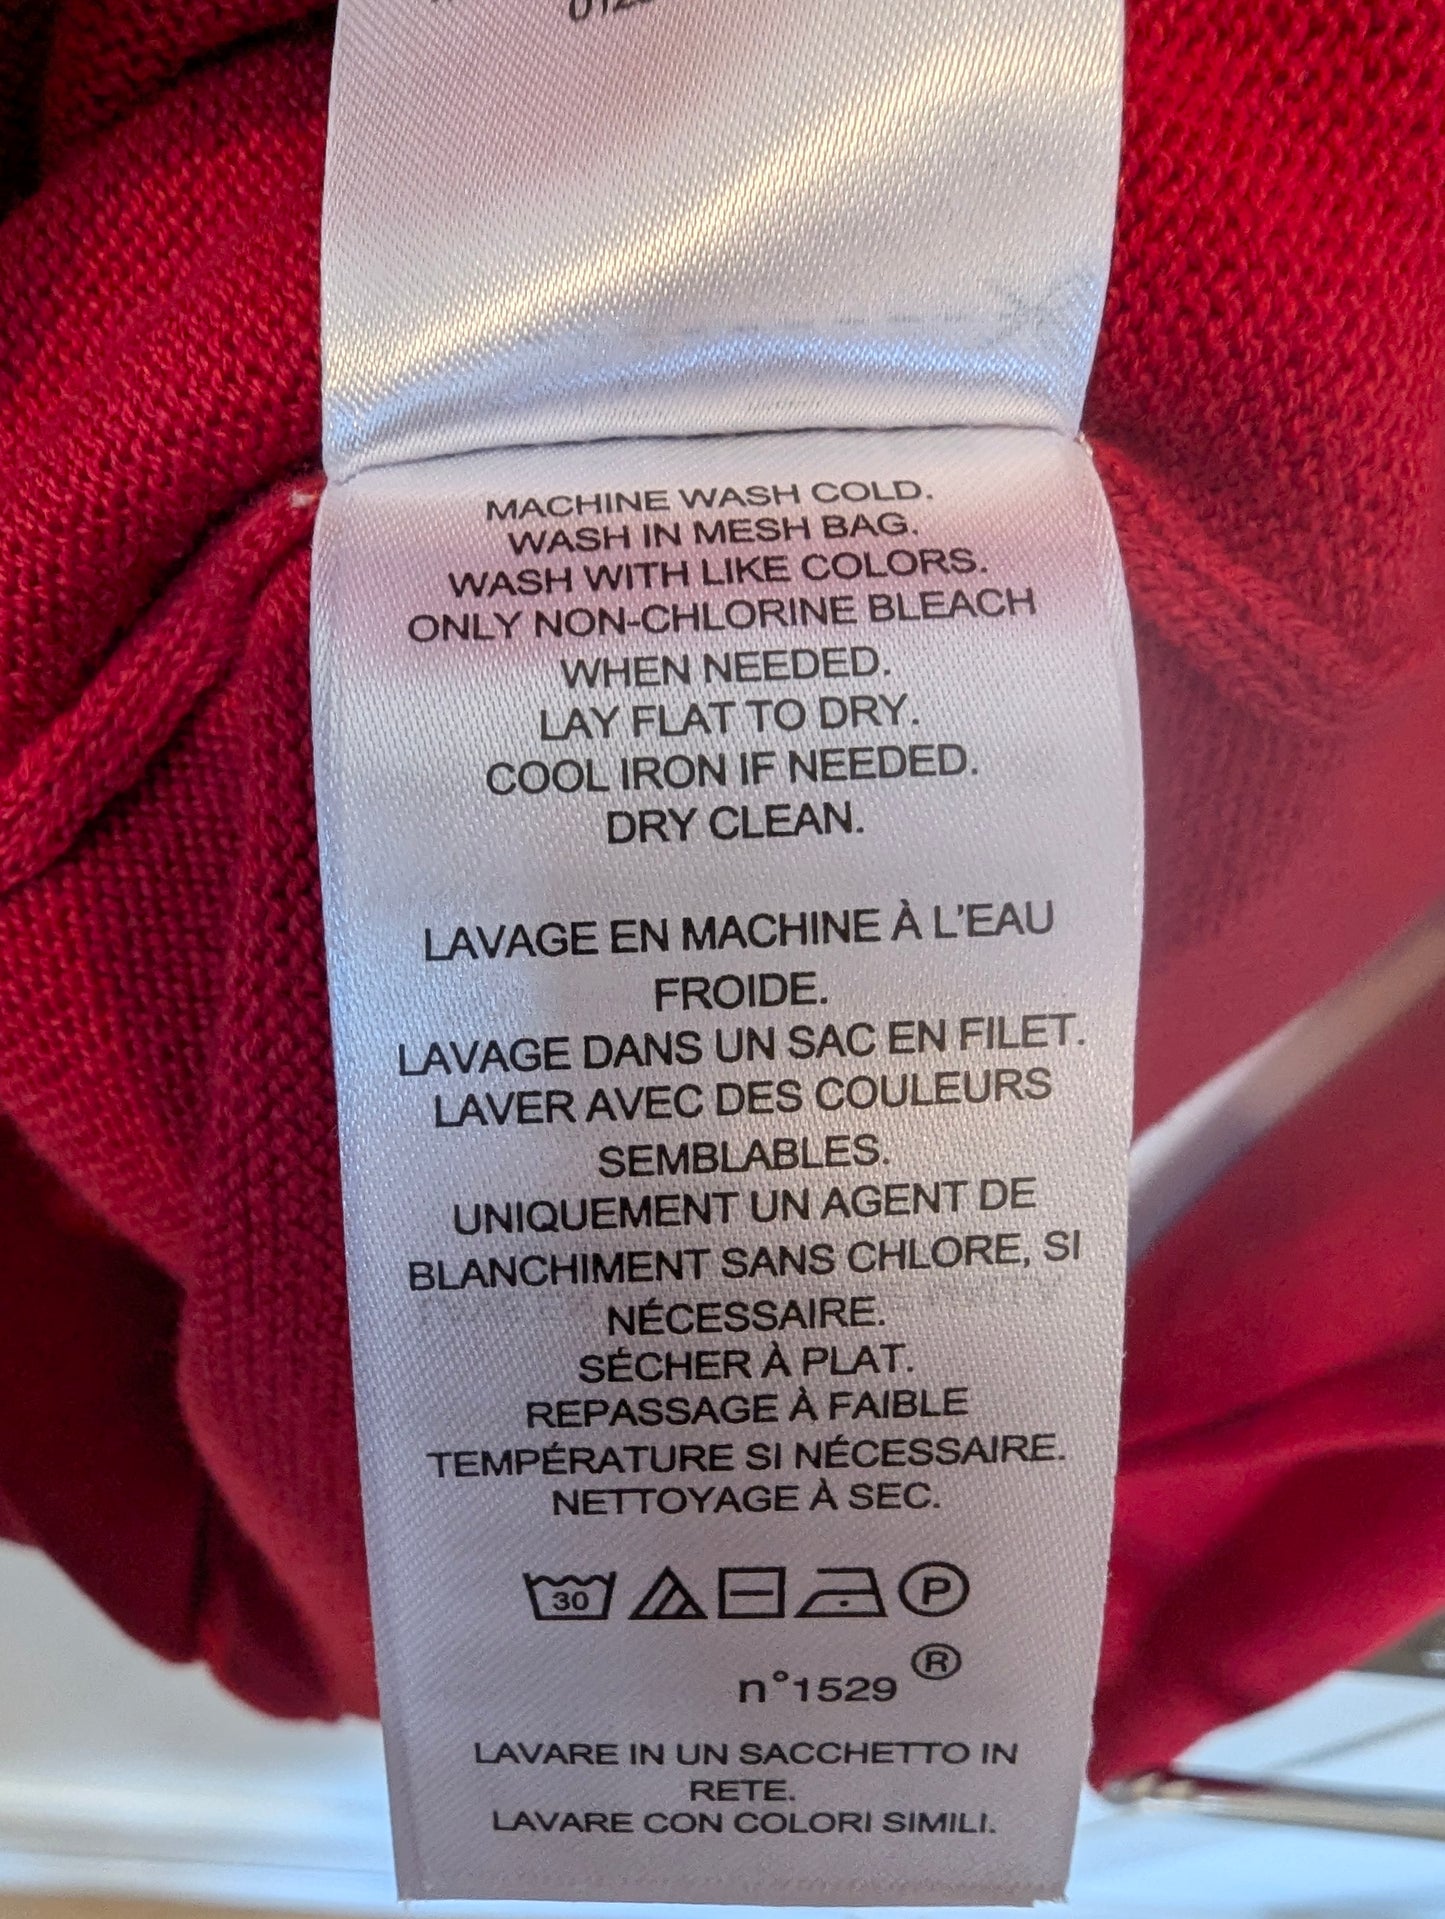 MACHINE WASH COLD.
WASH IN MESH BAG.
WASH WITH LIKE COLORS.
ONLY NON-CHLORINE BLEACH
WHEN NEEDED.
LAY FLAT TO DRY.
COOL IRON IF NEEDED.
DRY CLEAN.
LAVAGE EN MACHINE À L'EAU
FROIDE.
LAVAGE DANS UN SAC EN FILET.
LAVER AVEC DES COULEURS
SEMBLABLES.
UNIQUEMENT UN AGENT DE
BLANCHIMENT SANS CHLORE, SI
NÉCESSAIRE.
SÉCHER À PLAT.
REPASSAGE À FAIBLE
TEMPÉRATURE SI NÉCESSAIRE.
NETTOYAGE À SEC.
30 P
n°1529 ®
LAVARE IN UN SACCHETTO IN
RETE.
LAVARE CON COLORI SIMILI.